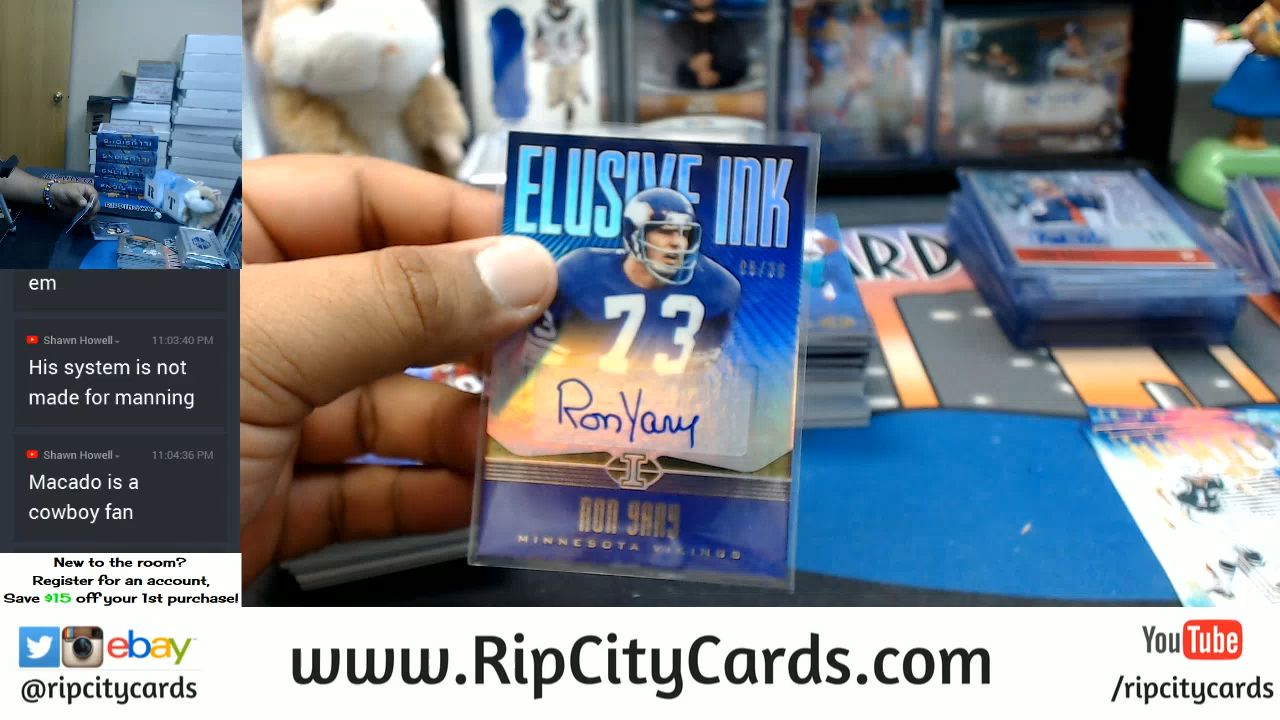 em
Shawn Howell
11:03:40 PM
His system is not
made for manning
Shawn Howell
11:04:36 PM
Macado is a
cowboy fan
New to the room?
Register for an account,
Save $15 off your 1st purchase!
ELUSIVE INK
73
Ron Yary
I
RON YARY
MINNESOTA VIKINGS
ARD
ebay
@ripcitycards
www.RipCityCards.com
YouTube
/ripcitycards